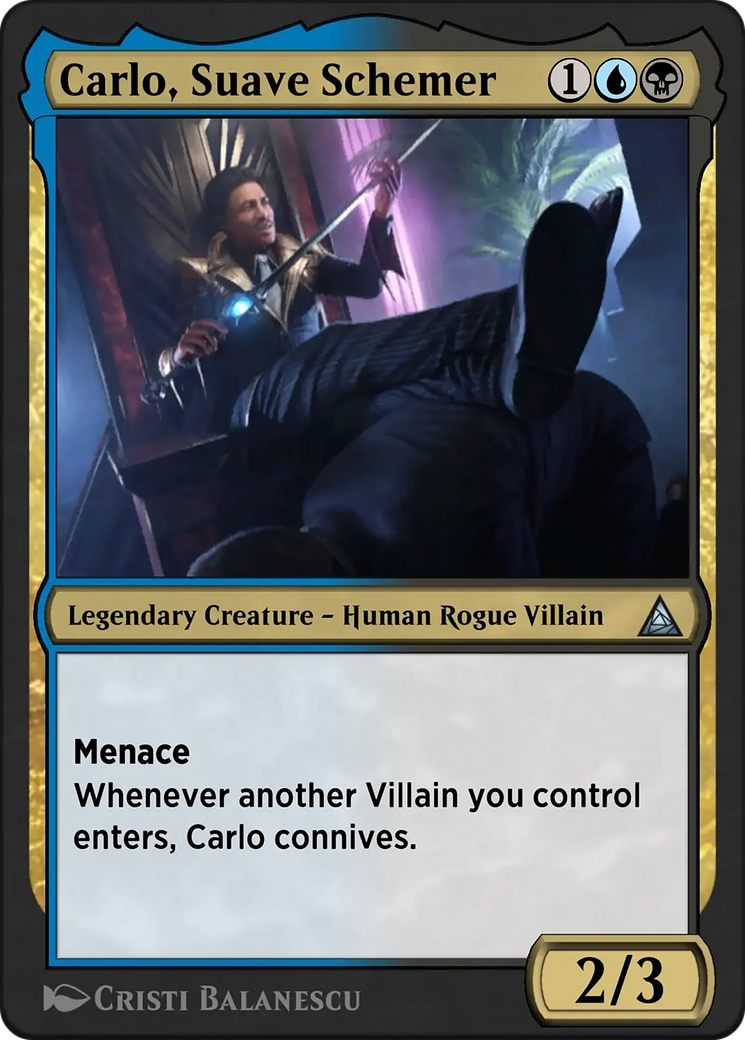 Carlo, Suave Schemer 1
Legendary Creature – Human Rogue Villain
Menace
Whenever another Villain you control
enters, Carlo connives.
2/3
Cristi Balanescu